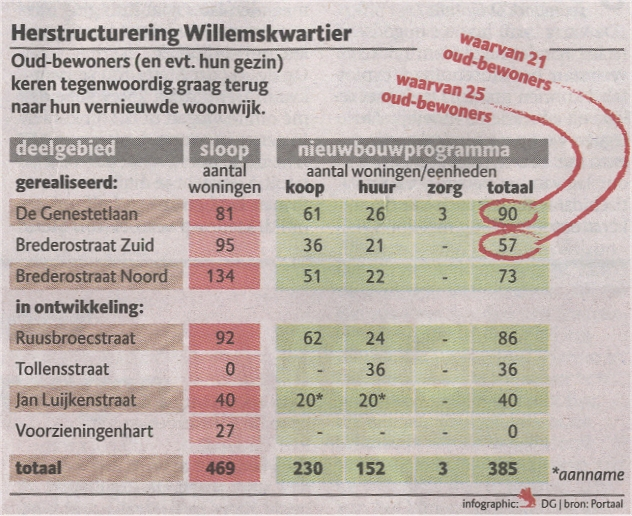 Herstructurering Willemskwartier
Oud-bewoners (en evt. hun gezin)
keren tegenwoordig graag terug
naar hun vernieuwde woonwijk.
waarvan 21
oud-bewoners
waarvan 25
oud-bewoners
deelgebied sloop nieuwbouwprogramma
aantal aantal woningen/eenheden
gerealiseerd: woningen koop huur zorg totaal
De Genestetlaan 81 61 26 3 90
Brederostraat Zuid 95 36 21 - 57
Brederostraat Noord 134 51 22 - 73
in ontwikkeling:
Ruusbroecstraat 92 62 24 - 86
Tollensstraat 0 - 36 - 36
Jan Luijkenstraat 40 20* 20* - 40
Voorzieningenhart 27 - - - 0
totaal 469 230 152 3 385 *aanname
infographic: DG | bron: Portaal